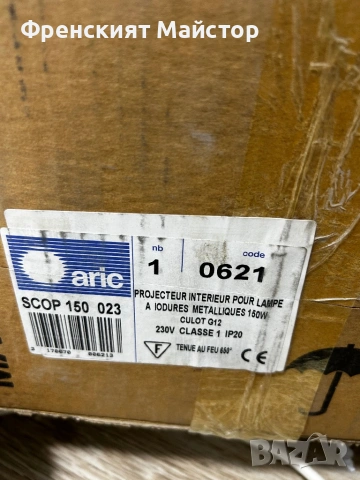 Френският Майстор
aric
nb
code
1
0621
SCOP 150 023
PROJECTEUR INTERIEUR POUR LAMPE
A IODURES METALLIQUES 150W
CULOT G12
230V CLASSE 1 IP20
F
TENUE AU FEU 850°
CE
BAZAR